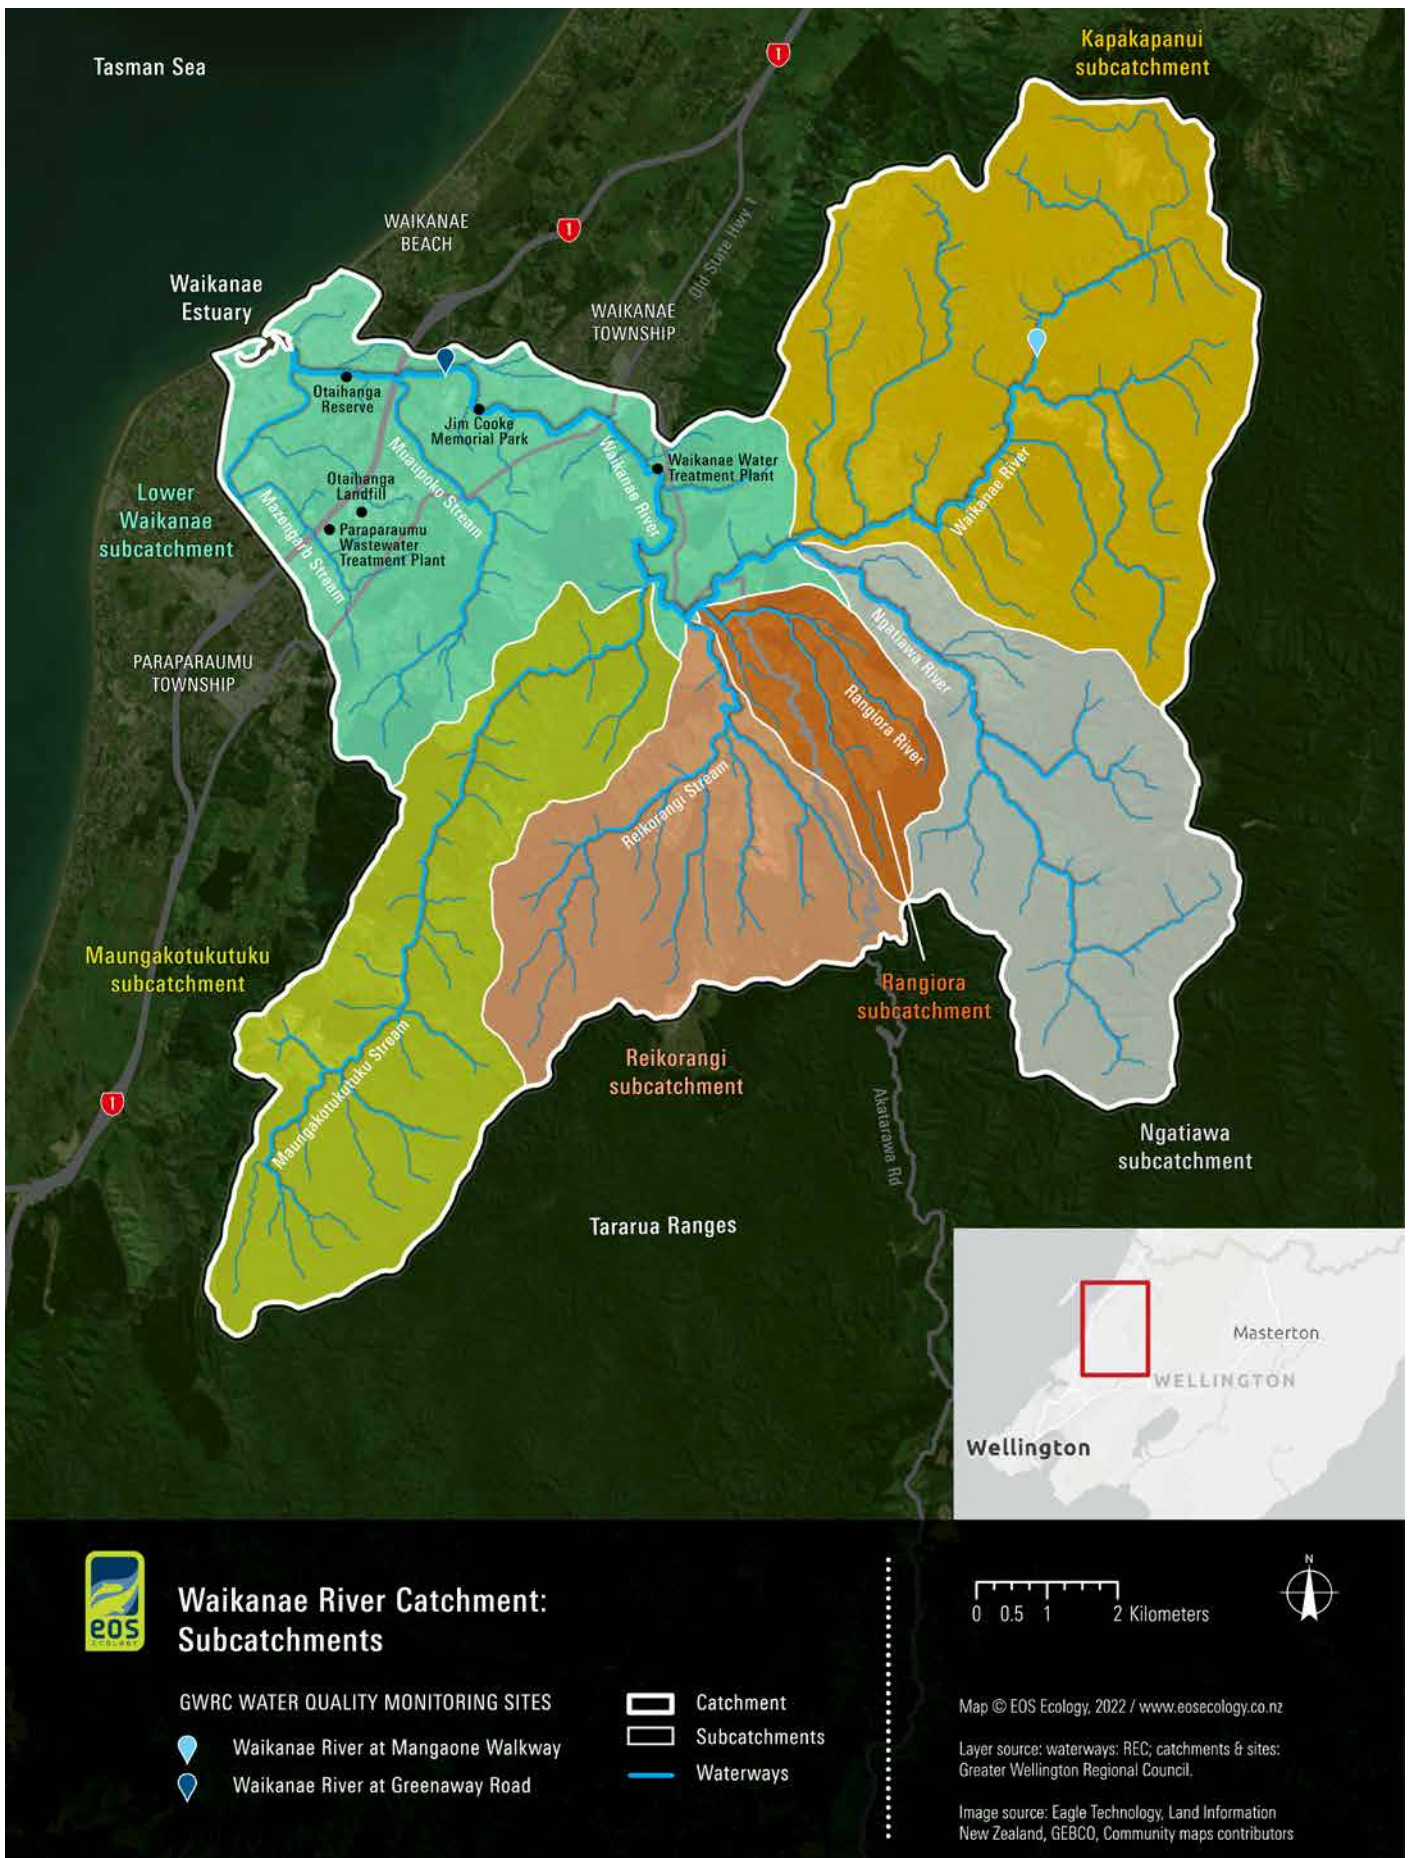 Tasman Sea
Kapakapanui
subcatchment
1
WAIKANAE
BEACH
1
Old State Hwy 1
Waikanae
Estuary
WAIKANAE
TOWNSHIP
Otaihanga
Reserve
Jim Cooke
Memorial Park
Muaupoko Stream
Waikanae River
Waikanae Water
Treatment Plant
Waikanae River
Otaihanga
Landfill
Lower
Waikanae
subcatchment
Mazengarb Stream
Paraparaumu
Wastewater
Treatment Plant
Ngatiawa River
PARAPARAUMU
TOWNSHIP
Rangiora River
Reikorangi Stream
Maungakotukutuku
subcatchment
Rangiora
subcatchment
Reikorangi
subcatchment
Maungakotukutuku Stream
1
Akatarawa Rd
Ngatiawa
subcatchment
Tararua Ranges
Masterton
WELLINGTON
Wellington
eos
ECOLOGY
Waikanae River Catchment:
Subcatchments
N
0 0.5 1 2 Kilometers
GWRC WATER QUALITY MONITORING SITES
Waikanae River at Mangaone Walkway
Waikanae River at Greenaway Road
Catchment
Subcatchments
Waterways
Map © EOS Ecology, 2022 / www.eosecology.co.nz
Layer source: waterways: REC; catchments & sites:
Greater Wellington Regional Council.
Image source: Eagle Technology, Land Information
New Zealand, GEBCO, Community maps contributors